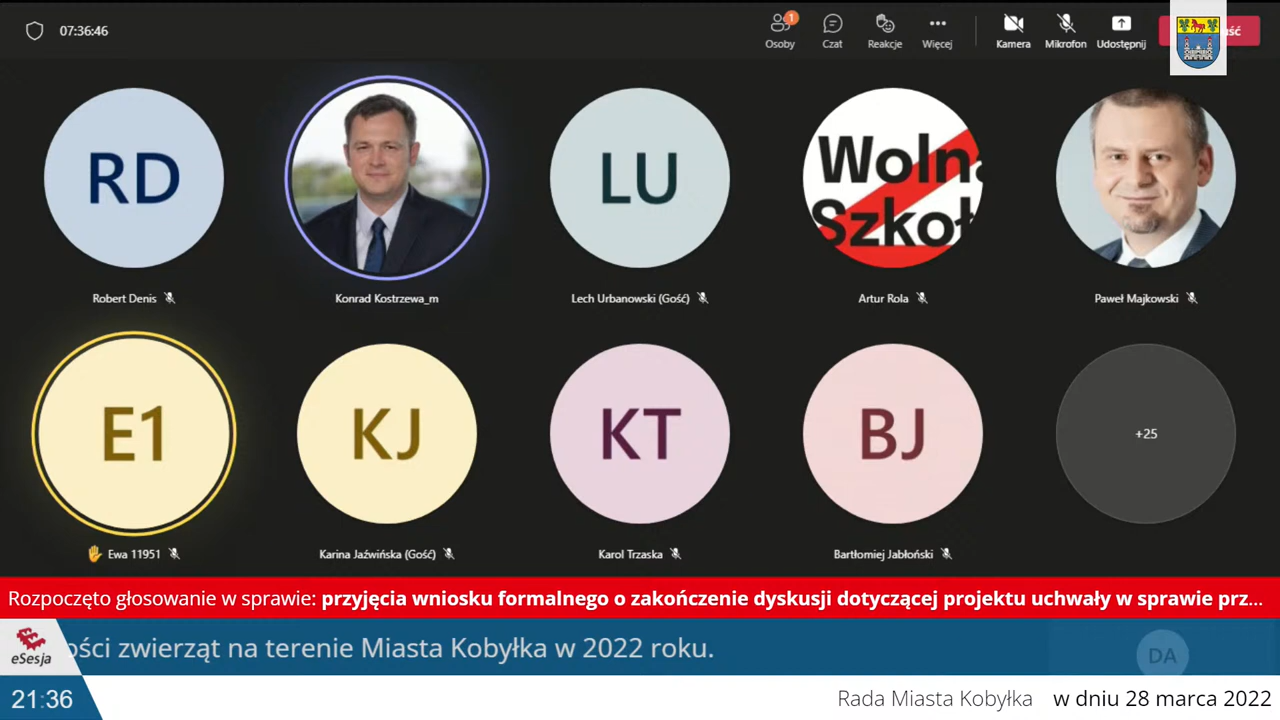 07:36:46
1
Osoby Czat Reakcje Więcej Kamera Mikrofon Udostępnij ść
RD LU Woln
Szkoł
Robert Denis Konrad Kostrzewa_m Lech Urbanowski (Gość) Artur Rola Paweł Majkowski
E1 KJ KT BJ +25
Ewa 11951 Karina Jaźwińska (Gość) Karol Trzaska Bartłomiej Jabłoński
Rozpoczęto głosowanie w sprawie: przyjęcia wniosku formalnego o zakończenie dyskusji dotyczącej projektu uchwały w sprawie prz...
ości zwierząt na terenie Miasta Kobyłka w 2022 roku.
eSesja
DA
21:36 Rada Miasta Kobyłka w dniu 28 marca 2022